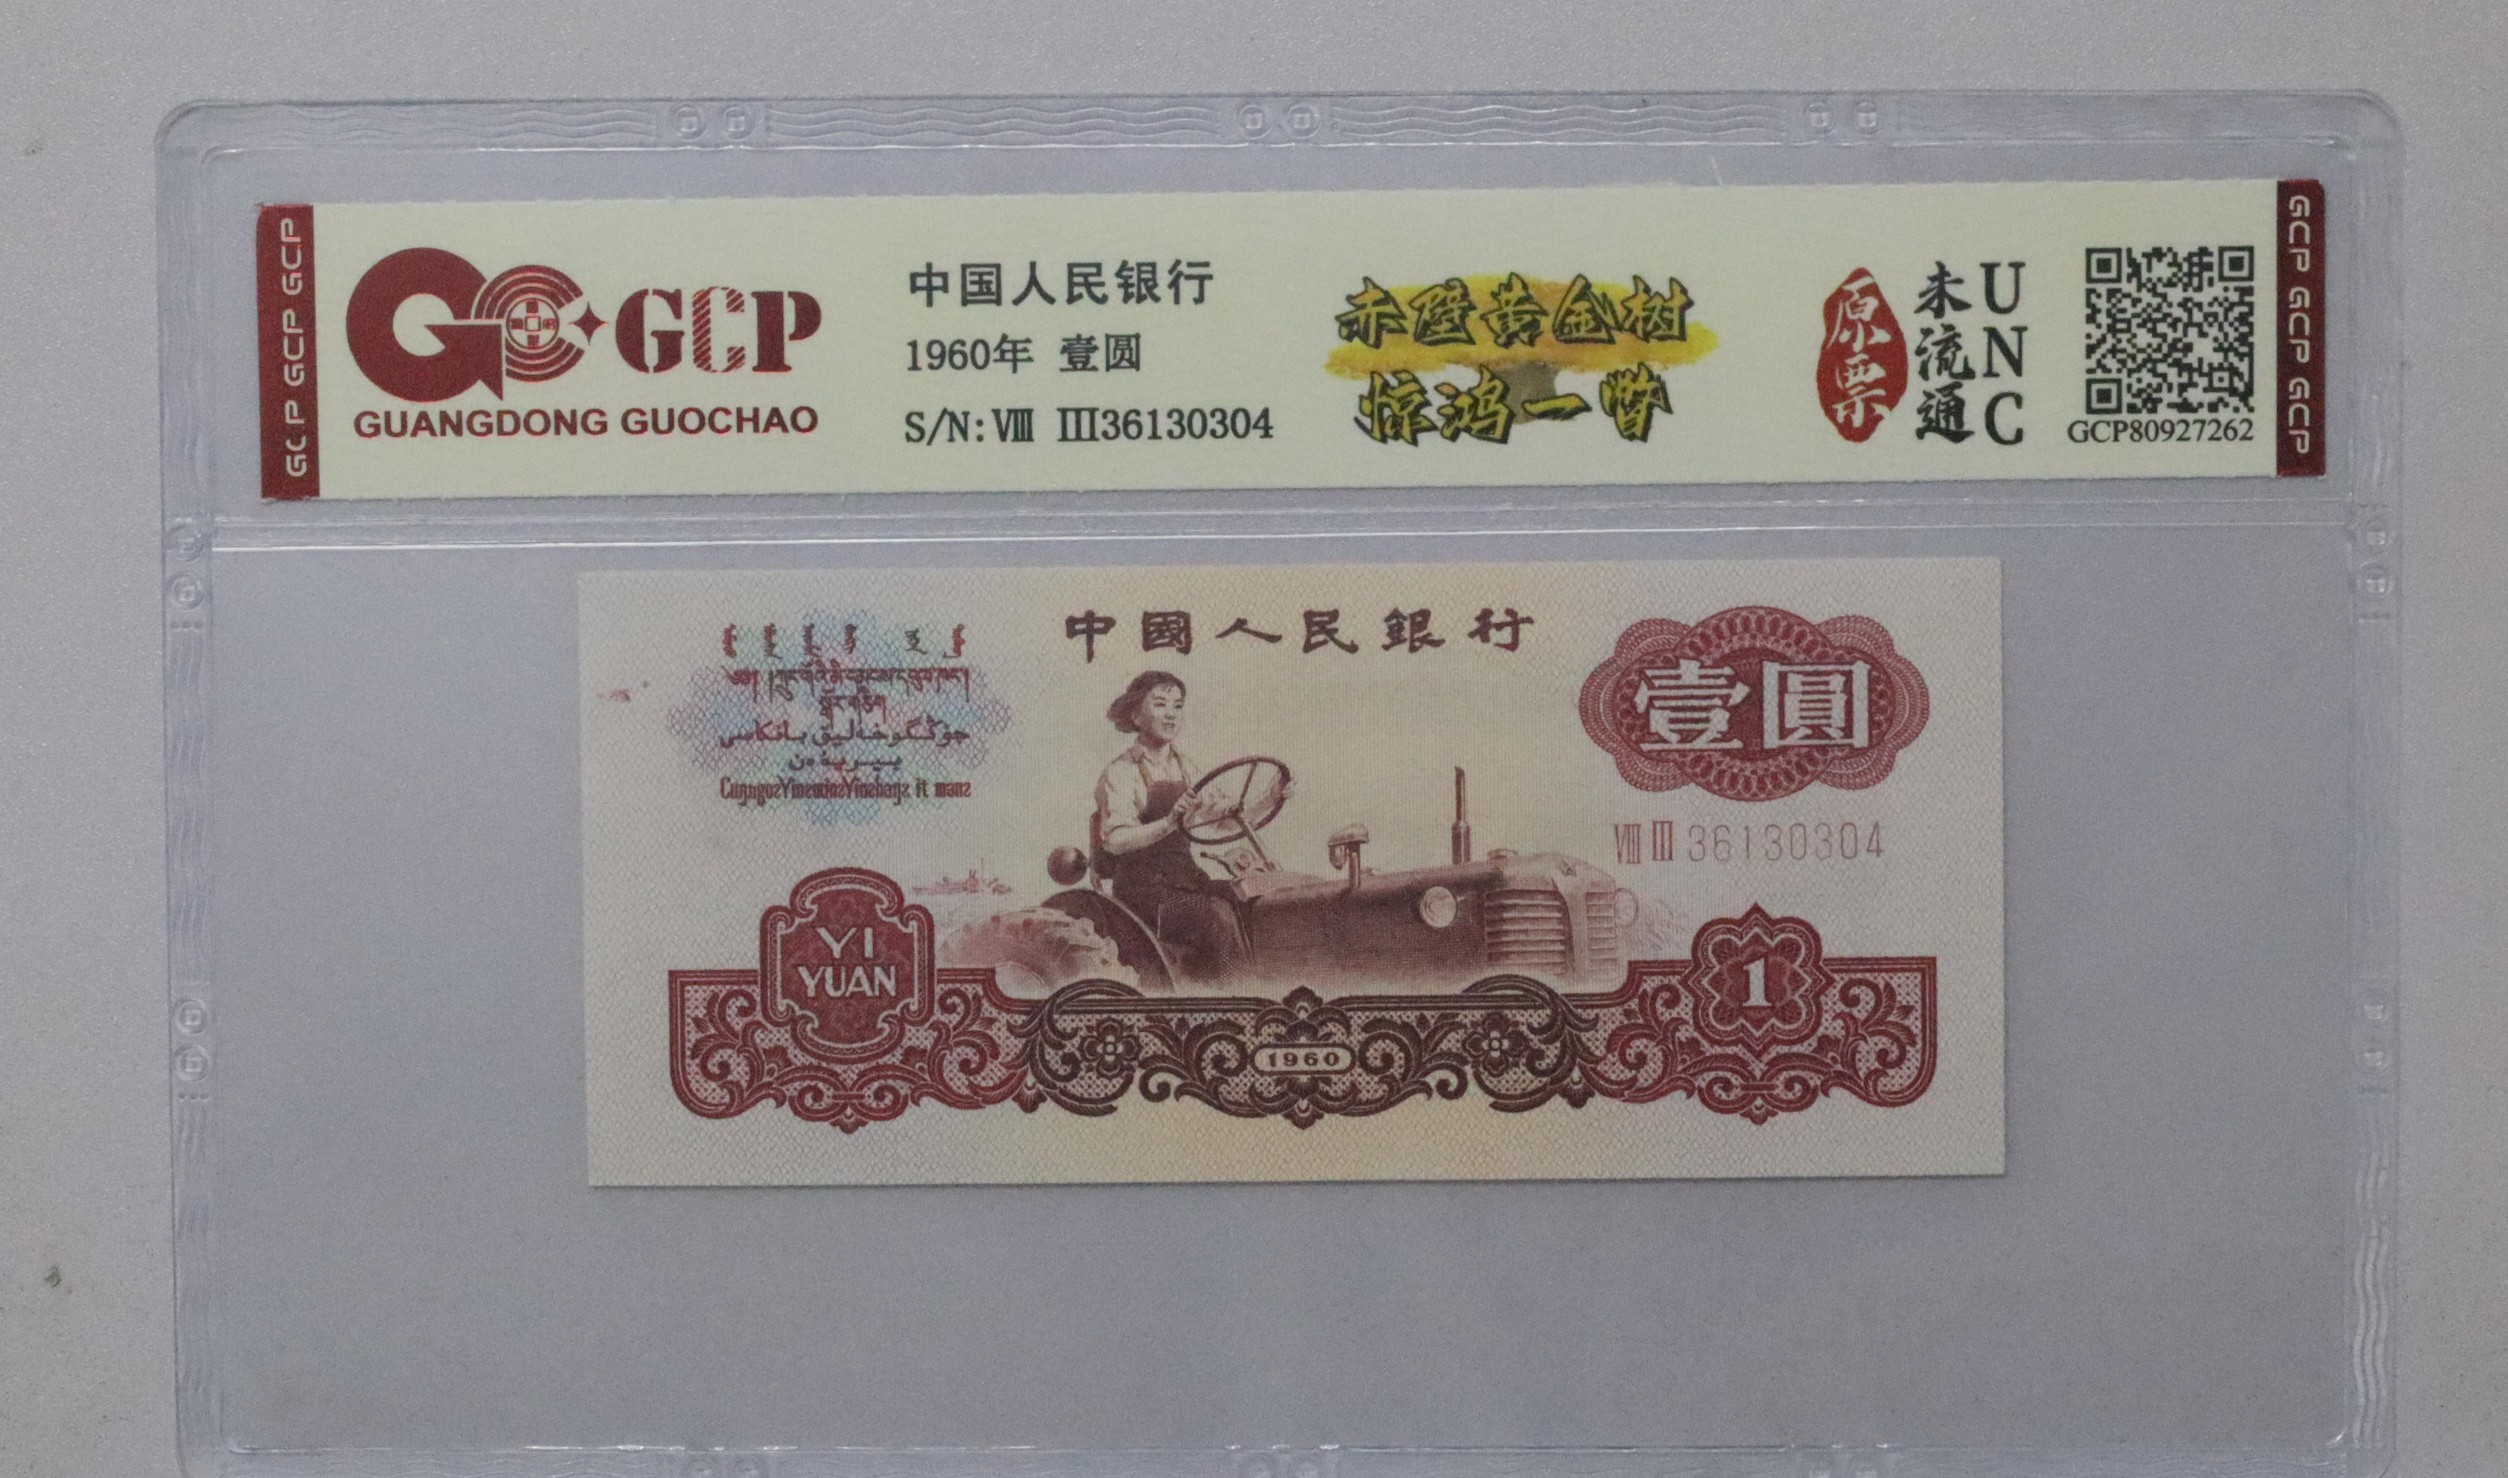 GCP GCP GCP
GCP
GUANGDONG GUOCHAO
中国人民银行
1960年 壹圆
S/N: Ⅷ Ⅲ36130304
赤壁黄金树
惊鸿一瞥
原票
未流通
UNC
GCP80927262
GCP GCP GCP
中國人民銀行
壹圓
Ⅷ Ⅲ 36130304
YI
YUAN
1
1960